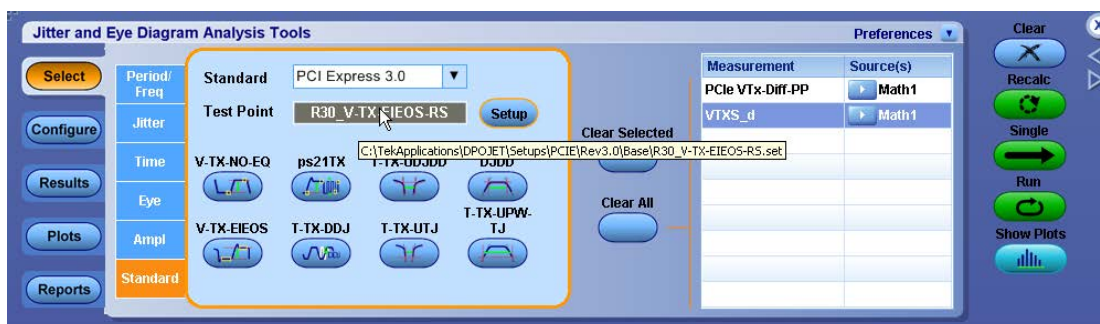 Jitter and Eye Diagram Analysis Tools
Preferences
Clear
Select
Configure
Results
Plots
Reports
Period/
Freq
Jitter
Time
Eye
Ampl
Standard
Standard
PCI Express 3.0
Test Point
R30_V-TX-EIEOS-RS
Setup
C:\TekApplications\DPOJET\Setups\PCIE\Rev3.0\Base\R30_V-TX-EIEOS-RS.set
V-TX-NO-EQ
ps21TX
T-TX-UDJDD
DJDD
V-TX-EIEOS
T-TX-DDJ
T-TX-UTJ
T-TX-UPW-
TJ
Clear Selected
Clear All
Measurement
Source(s)
PCIe VTx-Diff-PP
Math1
VTXS_d
Math1
Recalc
Single
Run
Show Plots